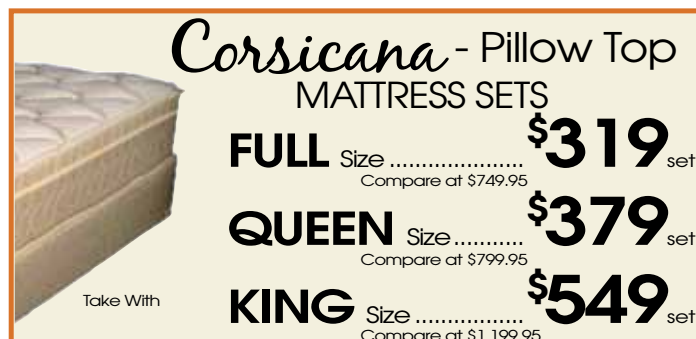 Corsicana - Pillow Top
MATTRESS SETS
FULL Size ..................... $319 set
Compare at $749.95
QUEEN Size........... $379 set
Compare at $799.95
Take With
KING Size ................. $549 set
Compare at $1,199.95